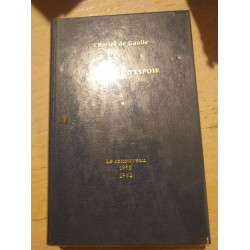 Charles de Gaulle
D'ESPOIR
Le renouveau
1958
1962